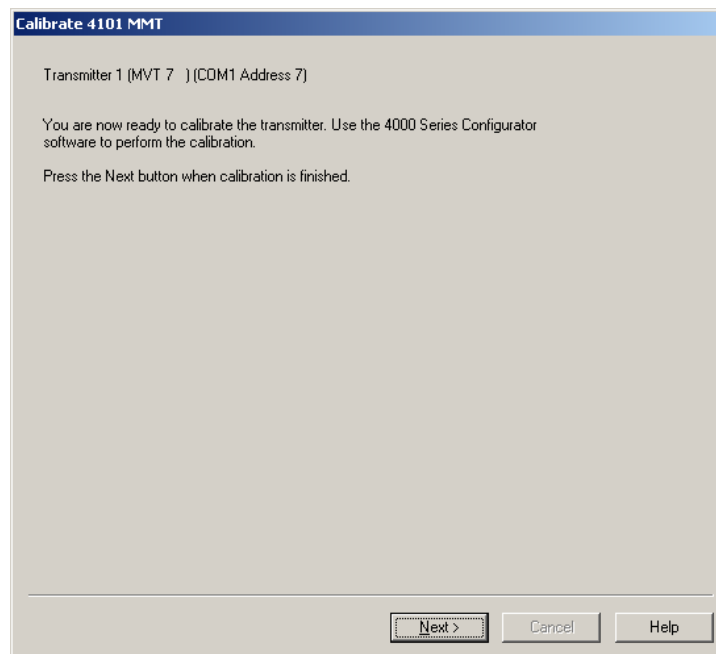 Calibrate 4101 MMT
Transmitter 1 (MVT 7   ) (COM1 Address 7)
You are now ready to calibrate the transmitter. Use the 4000 Series Configurator
software to perform the calibration.
Press the Next button when calibration is finished.
Next >
Cancel
Help